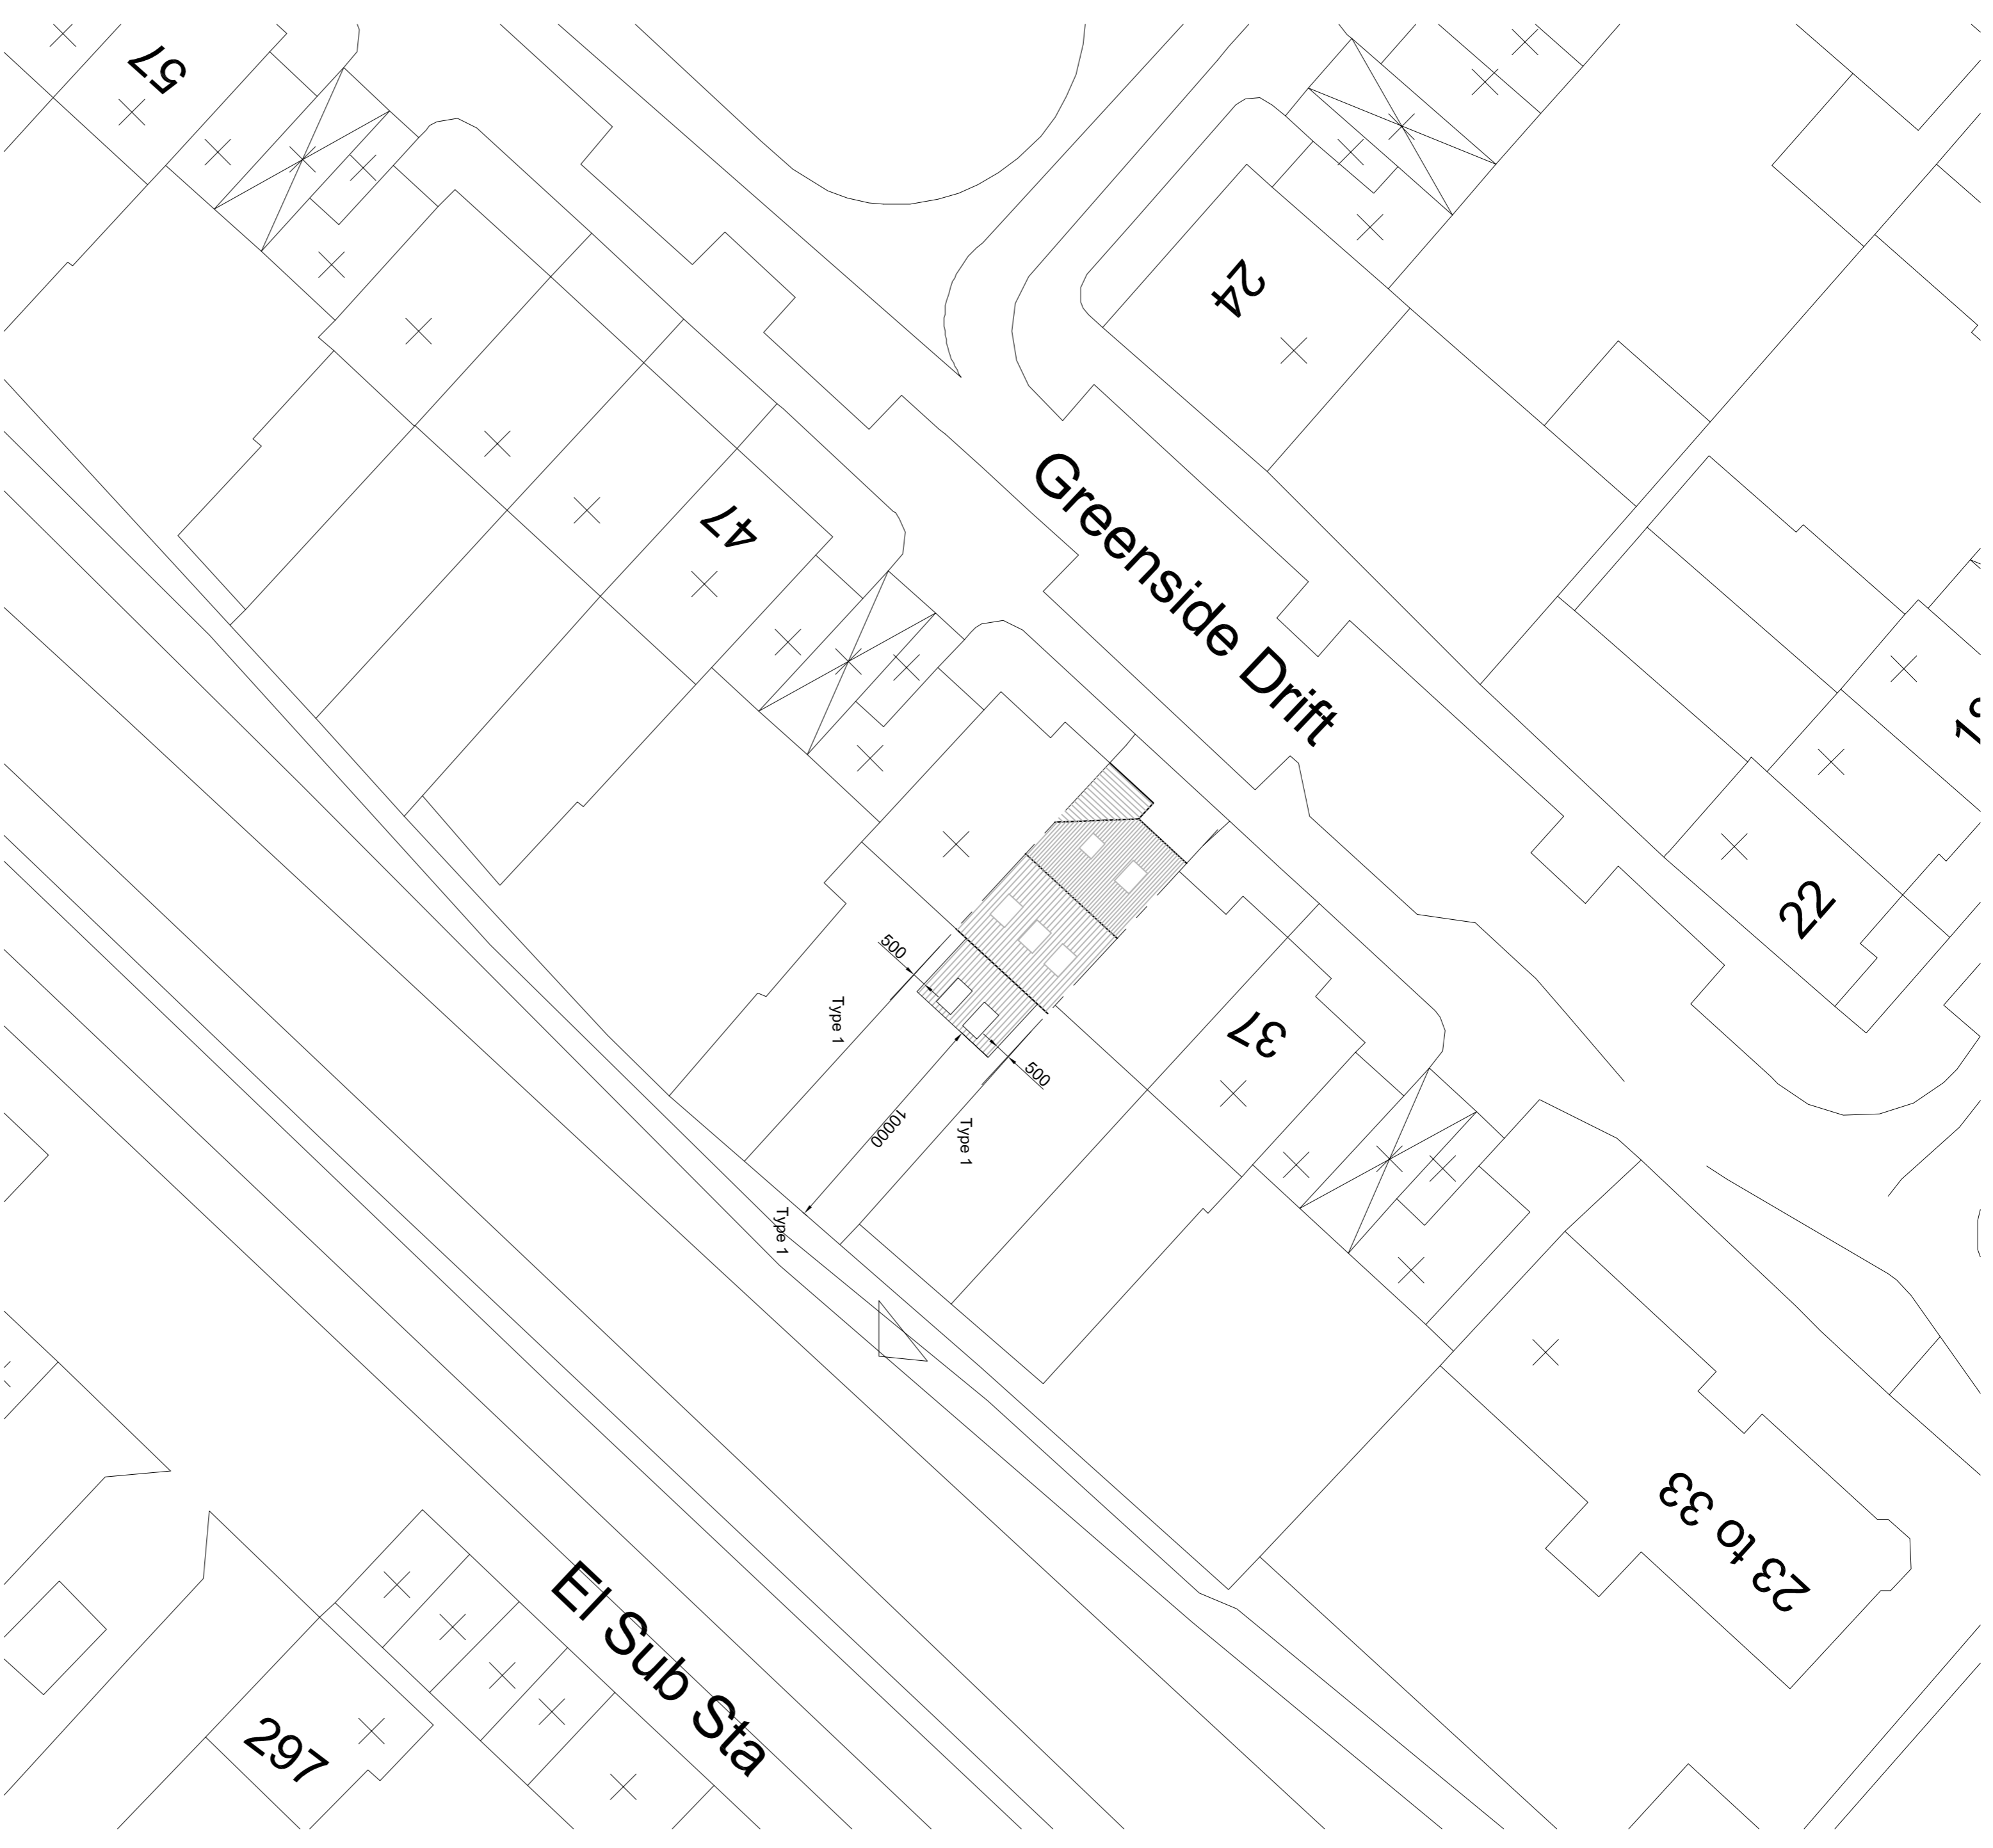 57
24
Greenside Drift
47
22
500
Type 1
37
500
10000
Type 1
Type 1
23 to 33
El Sub Sta
297